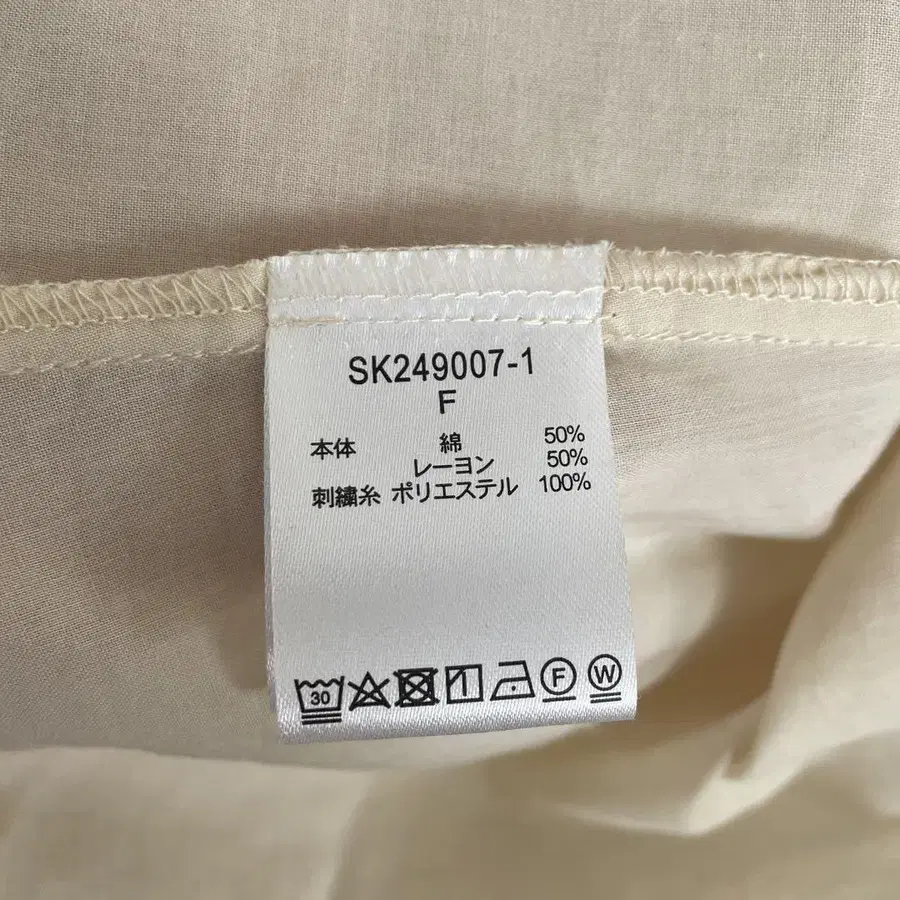 SK249007-1
F
本体 綿 50%
レーヨン 50%
刺繍糸 ポリエステル 100%
30 F W